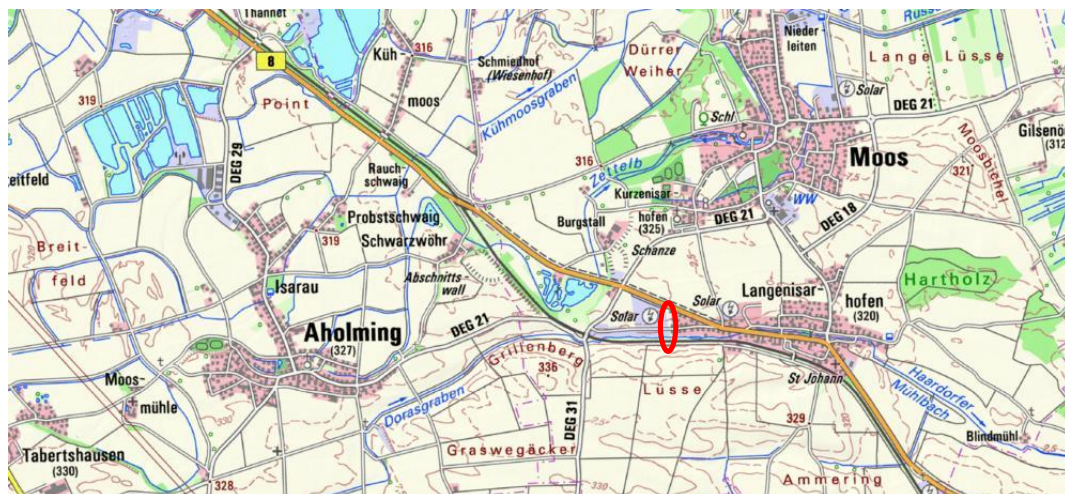 Thannet
Küh-
moos
316
Schmiedhof
(Wiesenhof)
Dürrer
Weiher
Nieder
leiten
Lange Lüsse
Solar
DEG 21
8
Point
319
Kühmoosgraben
Schl
Moosbichel
Gilsenö
(312
321
Moos
DEG 29
eitfeld
Rauch-
schwaig
316
Zettelb
Kurzenisar-
hofen
(325)
DEG 21
WW
DEG 18
Probstschwaig
319
Schwarzwöhr
Burgstall
Schanze
Breit-
feld
Abschnitts-
wall
Isarau
Hartholz
Langenisar-
hofen
(320)
Solar
Solar
Aholming
(327)
DEG 21
Grillenberg
336
Lüsse
St Johann
Moos-
mühle
Dorasgraben
DEG 31
Haardorfer
Mühlbach
329
330
Blindmühl
Tabertshausen
(330)
328
Graswegäcker
330
Ammering